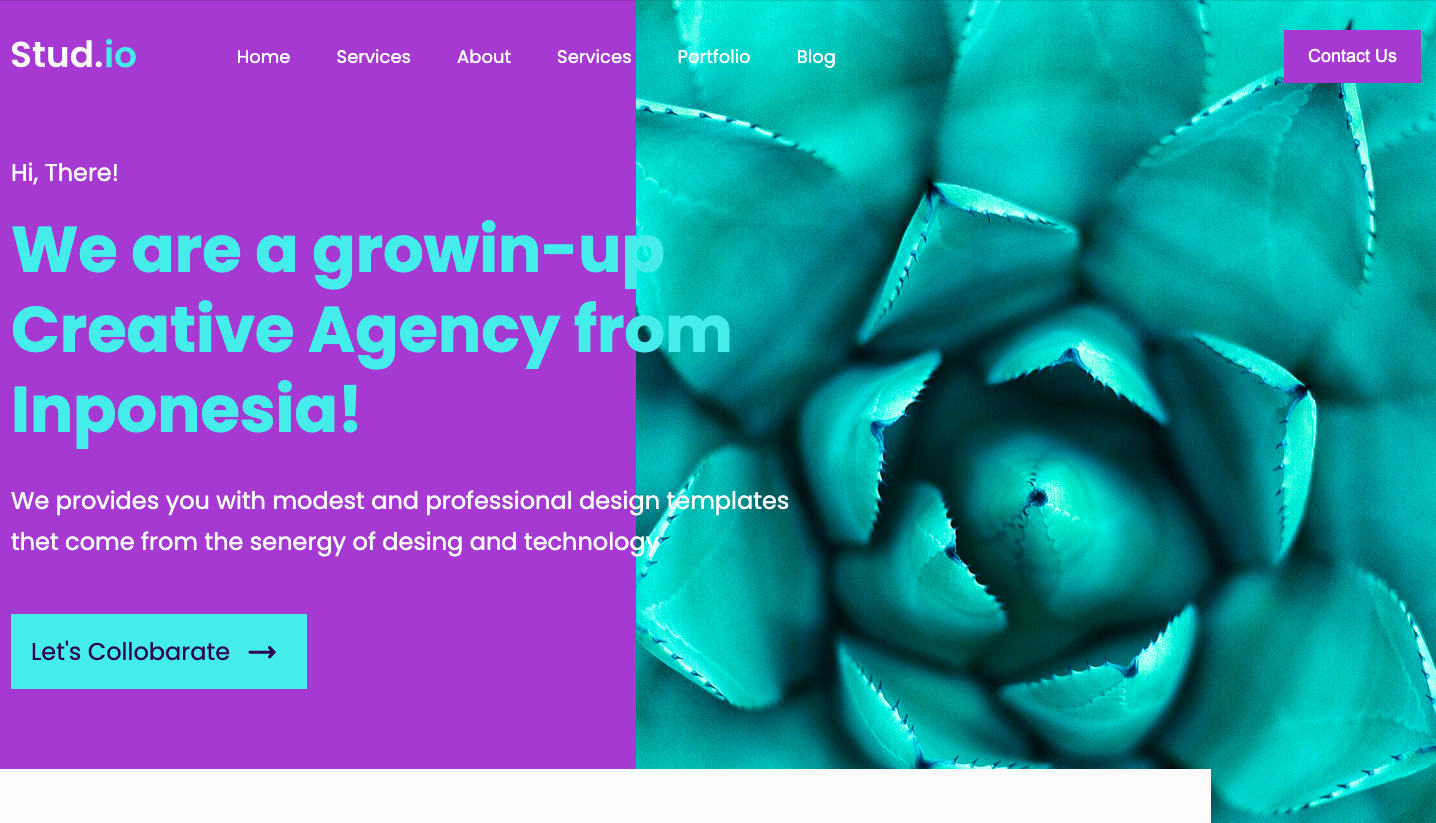 Stud.io Home Services About Services Portfolio Blog Contact Us
Hi, There!
We are a growin-up
Creative Agency from
Inponesia!
We provides you with modest and professional design templates
thet come from the senergy of desing and technology
Let's Collobarate